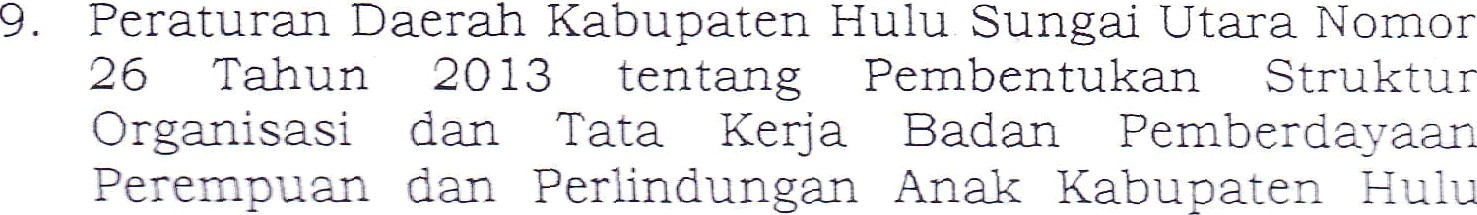 9. Peraturan Daerah Kabupaten Hulu Sungai Utara Nomor
26 Tahun 2013 tentang Pembentukan Struktur
Organisasi dan Tata Kerja Badan Pemberdayaan
Perempuan dan Perlindungan Anak Kabupaten Hulu